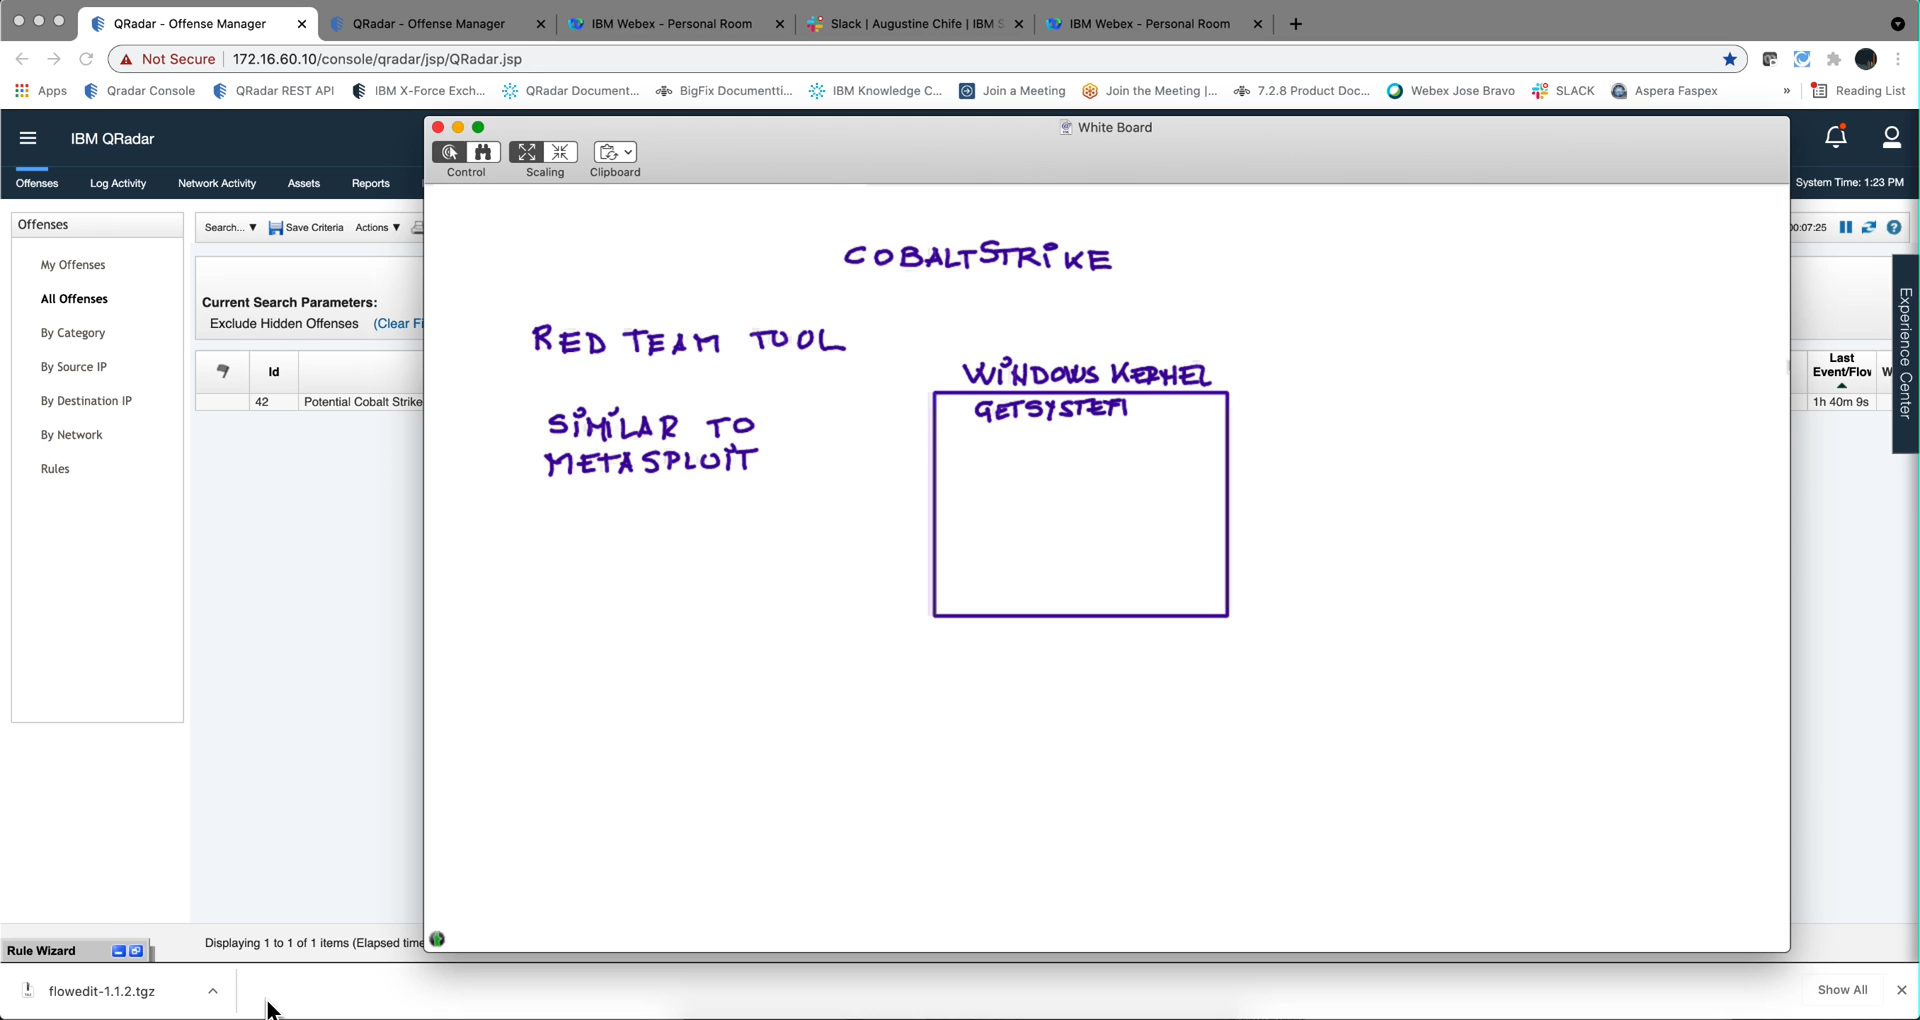 QRadar - Offense Manager
QRadar - Offense Manager
IBM Webex - Personal Room
Slack | Augustine Chife | IBM S
IBM Webex - Personal Room
Not Secure
172.16.60.10/console/qradar/jsp/QRadar.jsp
Apps
Qradar Console
QRadar REST API
IBM X-Force Exch...
QRadar Document...
BigFix Documentti...
IBM Knowledge C...
Join a Meeting
Join the Meeting |...
7.2.8 Product Doc...
Webex Jose Bravo
SLACK
Aspera Faspex
»
Reading List
IBM QRadar
White Board
Control
Scaling
Clipboard
Offenses
Log Activity
Network Activity
Assets
Reports
System Time: 1:23 PM
Offenses
My Offenses
All Offenses
By Category
By Source IP
By Destination IP
By Network
Rules
Search...
Save Criteria
Actions
00:07:25
Current Search Parameters:
Exclude Hidden Offenses (Clear Fi
Id
Last
Event/Flow
W
42
Potential Cobalt Strike
1h 40m 9s
Experience Center
COBALTSTRIKE
RED TEAM TOOL
SIMILAR TO
METASPLOIT
WINDOWS KERNEL
Displaying 1 to 1 of 1 items (Elapsed time
Rule Wizard
flowedit-1.1.2.tgz
Show All